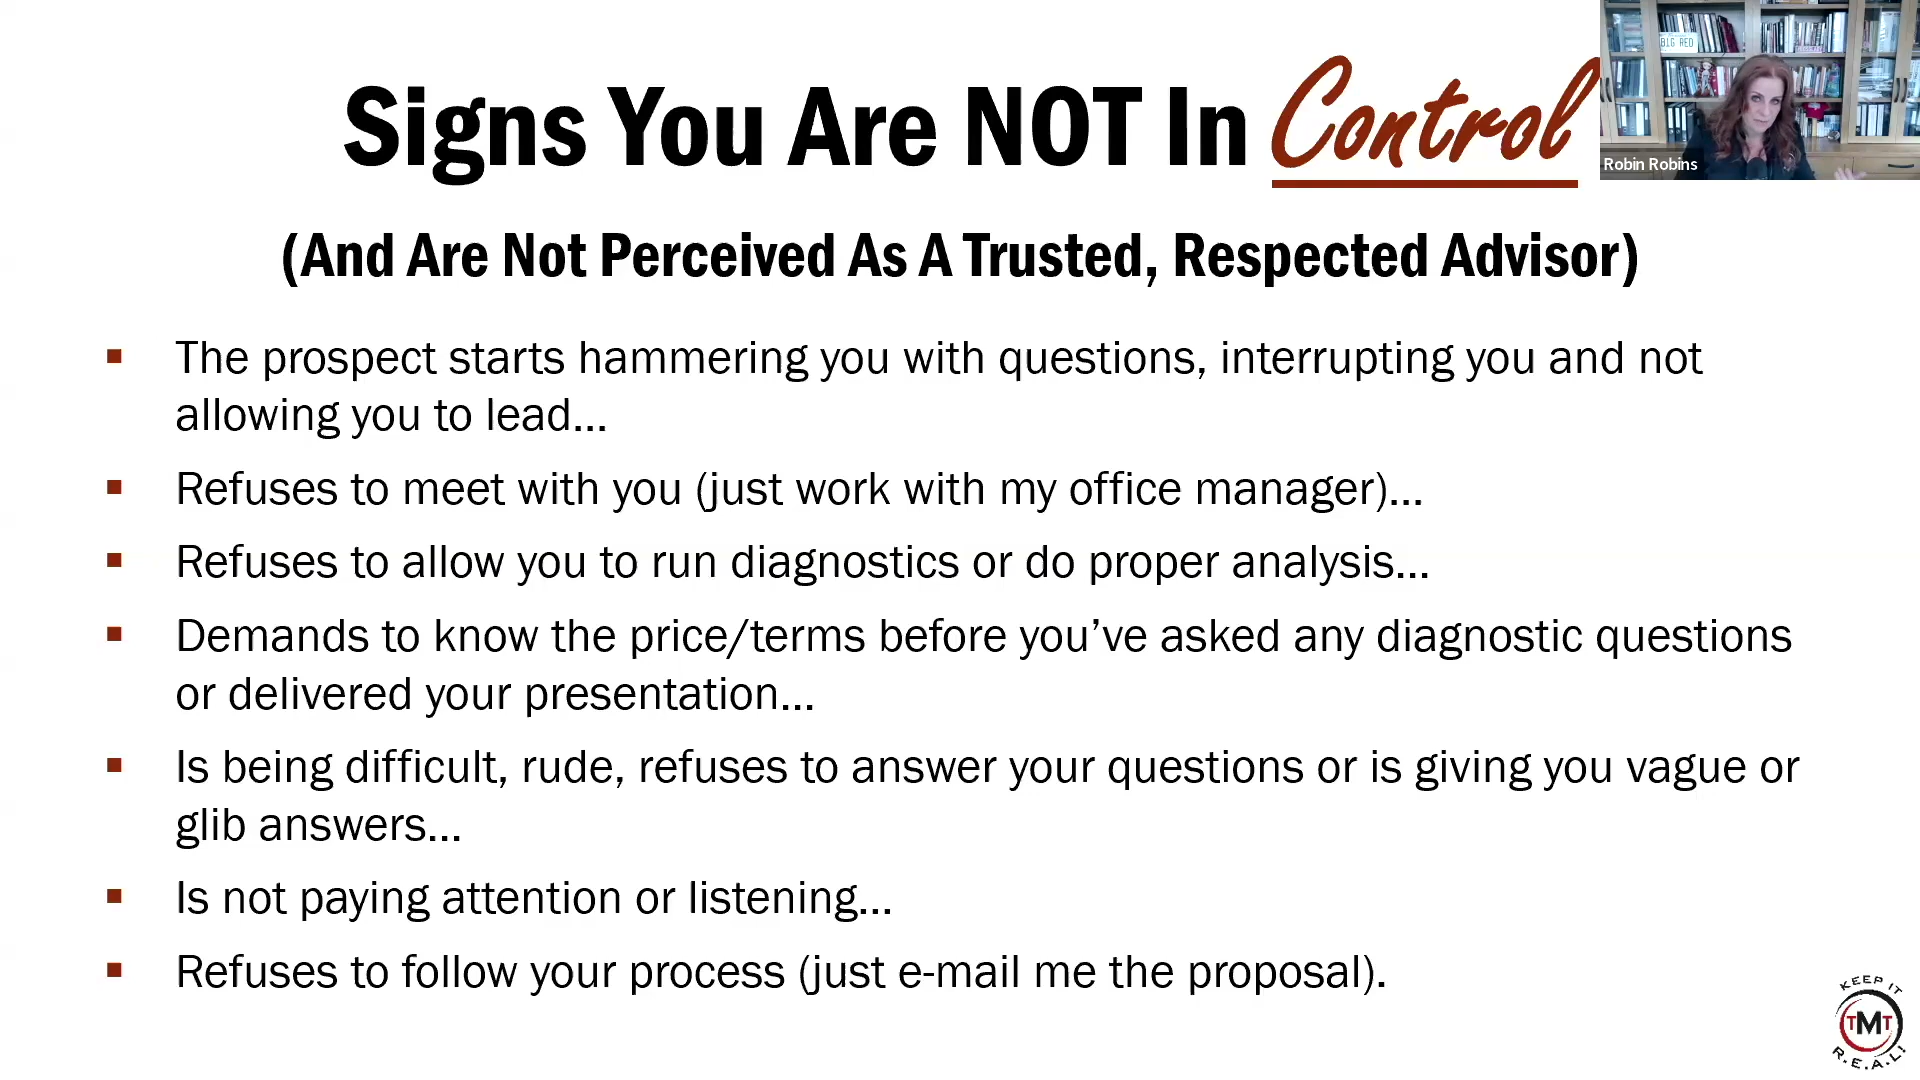 Signs You Are NOT In Control
BIG RED
Robin Robins
(And Are Not Perceived As A Trusted, Respected Advisor)
▪ The prospect starts hammering you with questions, interrupting you and not
allowing you to lead...
▪ Refuses to meet with you (just work with my office manager)...
▪ Refuses to allow you to run diagnostics or do proper analysis...
▪ Demands to know the price/terms before you’ve asked any diagnostic questions
or delivered your presentation...
▪ Is being difficult, rude, refuses to answer your questions or is giving you vague or
glib answers...
▪ Is not paying attention or listening...
▪ Refuses to follow your process (just e-mail me the proposal).
KEEP IT
TMT
R.E.A.L!